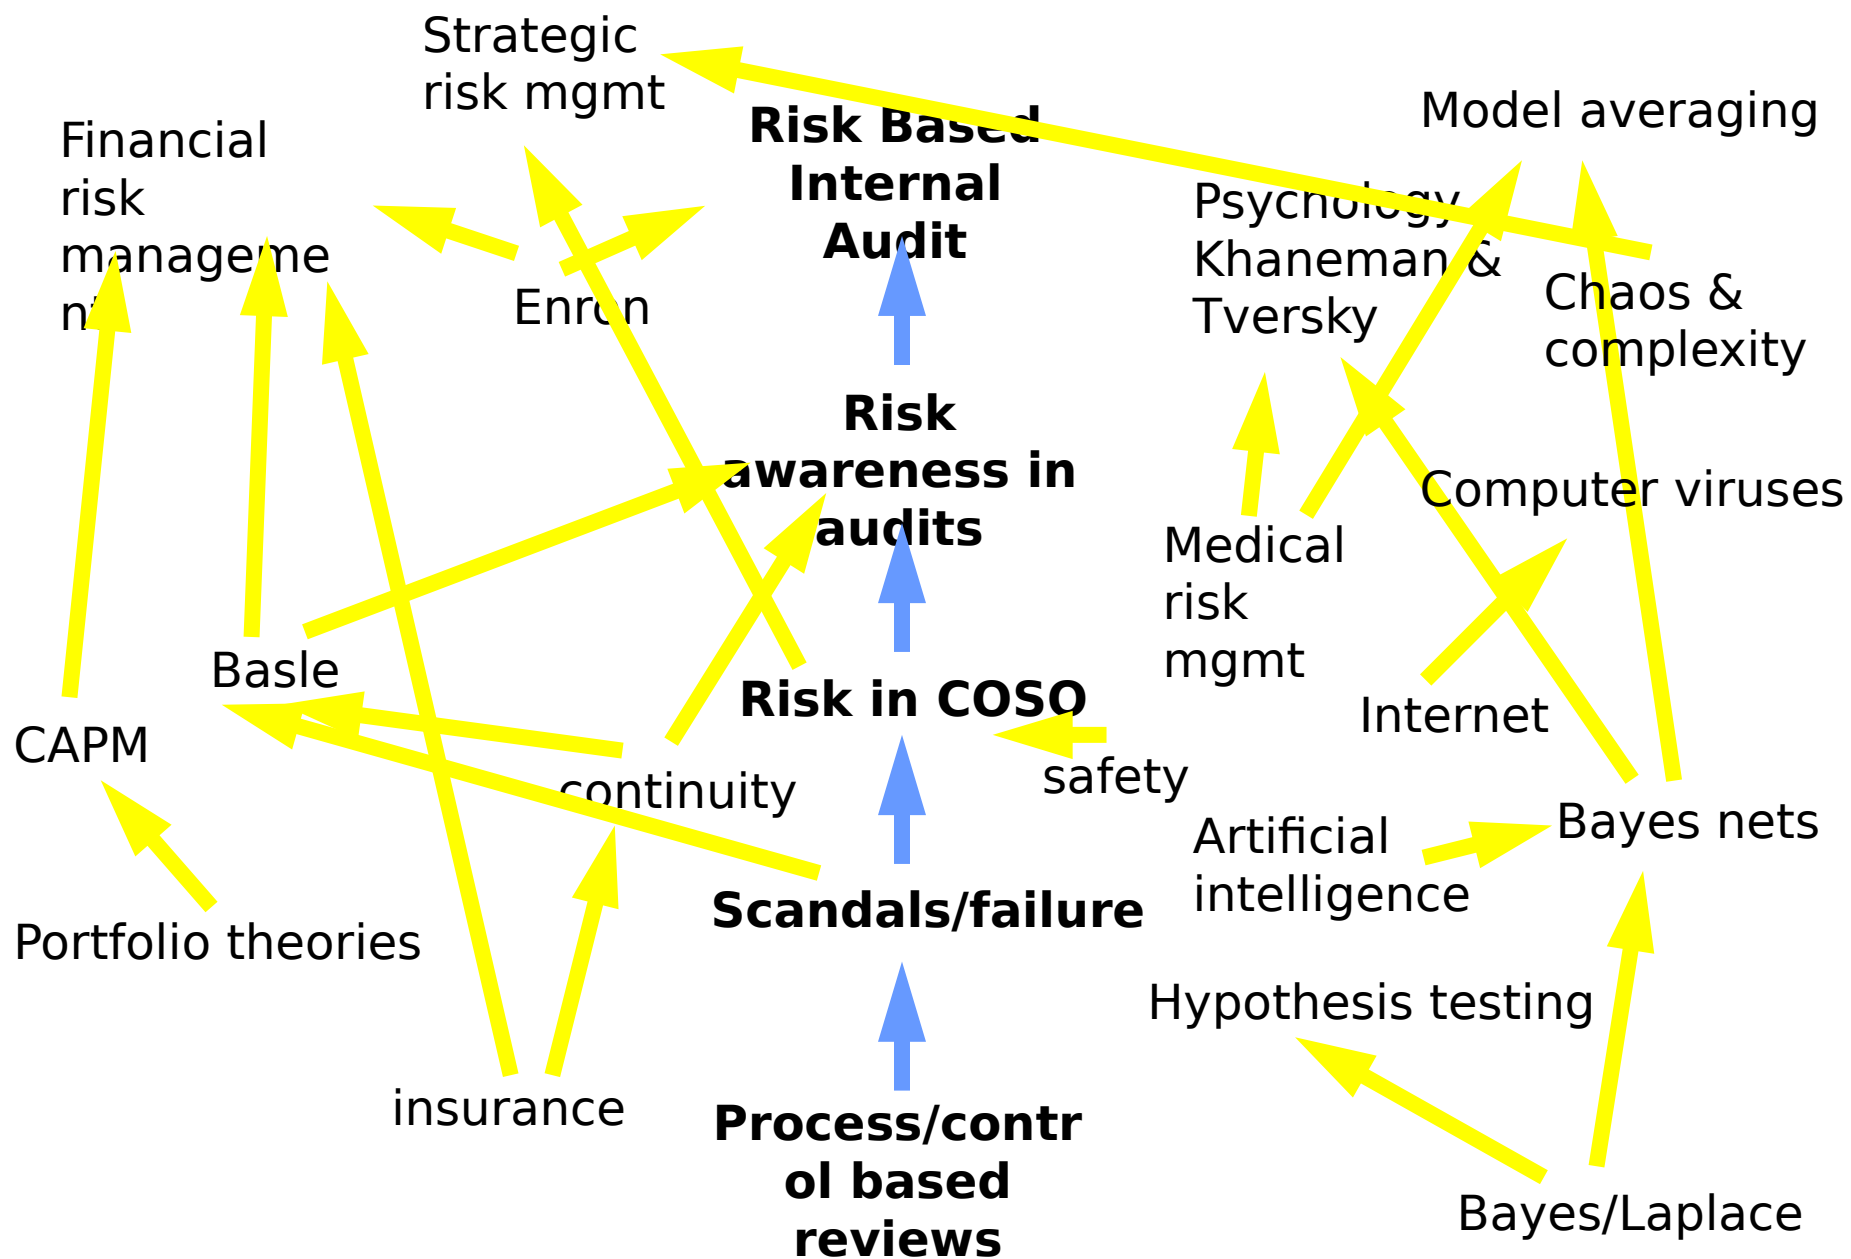 Strategic
risk mgmt
Financial
risk
manageme
nt
Risk Based
Internal
Audit
Model averaging
Psychology
Khaneman &
Tversky
Chaos &
complexity
Enron
Risk
awareness in
audits
Computer viruses
Medical
risk
mgmt
Basle
Risk in COSO
Internet
CAPM
continuity
safety
Artificial
intelligence
Bayes nets
Scandals/failure
Portfolio theories
Hypothesis testing
insurance
Process/contr
ol based
reviews
Bayes/Laplace